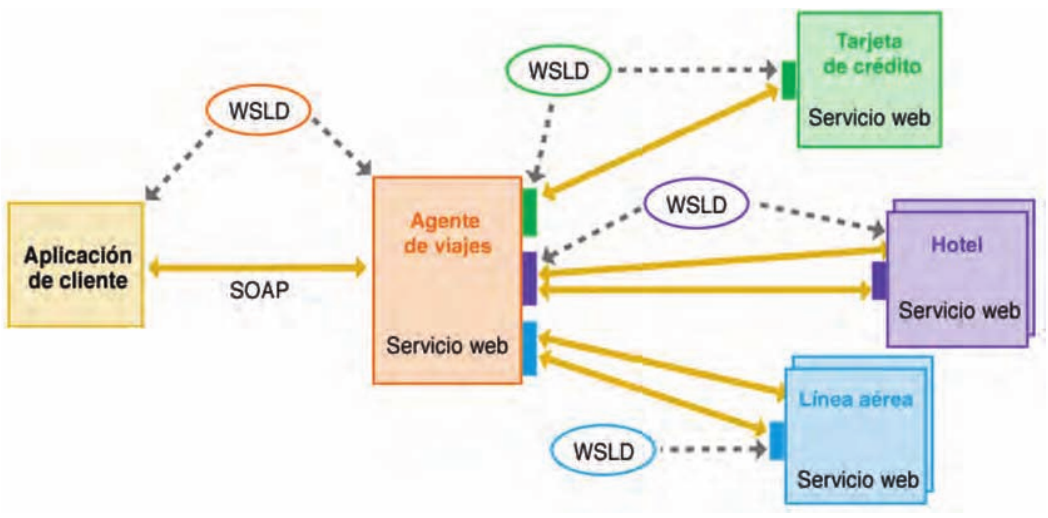 WSLD
Tarjeta
de crédito
Servicio web
WSLD
Aplicación
de cliente
SOAP
Agente
de viajes
Servicio web
WSLD
Hotel
Servicio web
WSLD
Línea aérea
Servicio web